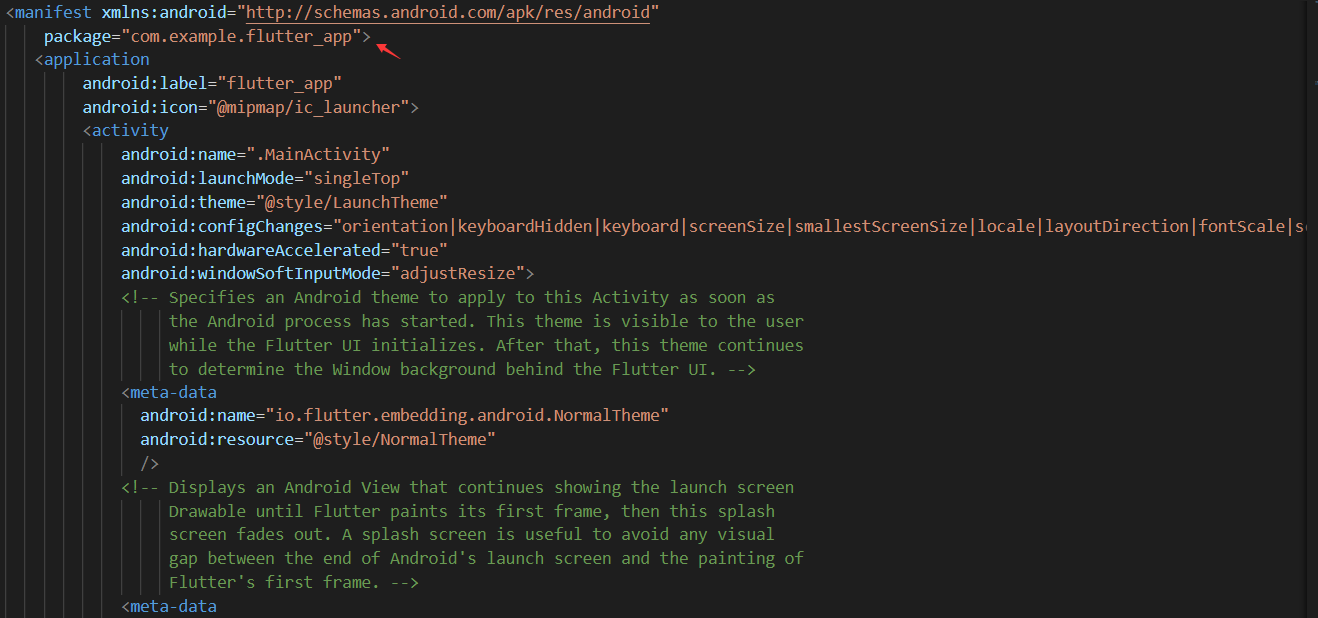 <manifest xmlns:android="http://schemas.android.com/apk/res/android"
package="com.example.flutter_app">
<application
android:label="flutter_app"
android:icon="@mipmap/ic_launcher">
<activity
android:name=".MainActivity"
android:launchMode="singleTop"
android:theme="@style/LaunchTheme"
android:configChanges="orientation|keyboardHidden|keyboard|screenSize|smallestScreenSize|locale|layoutDirection|fontScale|
android:hardwareAccelerated="true"
android:windowSoftInputMode="adjustResize">
<!-- Specifies an Android theme to apply to this Activity as soon as
the Android process has started. This theme is visible to the user
while the Flutter UI initializes. After that, this theme continues
to determine the Window background behind the Flutter UI. -->
<meta-data
android:name="io.flutter.embedding.android.NormalTheme"
android:resource="@style/NormalTheme"
/>
<!-- Displays an Android View that continues showing the launch screen
Drawable until Flutter paints its first frame, then this splash
screen fades out. A splash screen is useful to avoid any visual
gap between the end of Android's launch screen and the painting of
Flutter's first frame. -->
<meta-data